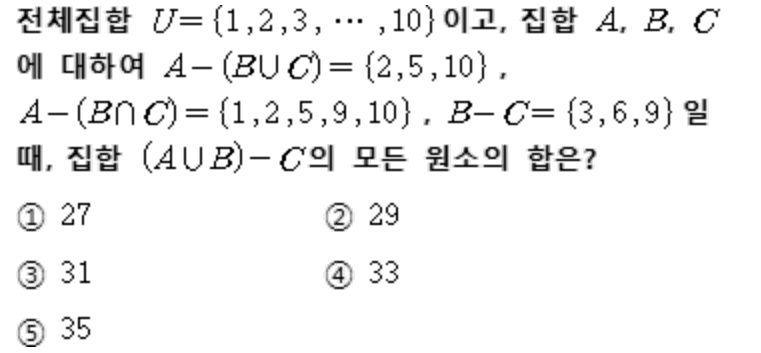 전체집합 U={1,2,3, ⋯ ,10}이고, 집합 A, B, C
에 대하여 A-(B∪C)={2,5,10} ,
A-(B∩C)={1,2,5,9,10} , B-C={3,6,9}일
때, 집합 (A∪B)-C의 모든 원소의 합은?
① 27 ② 29
③ 31 ④ 33
⑤ 35